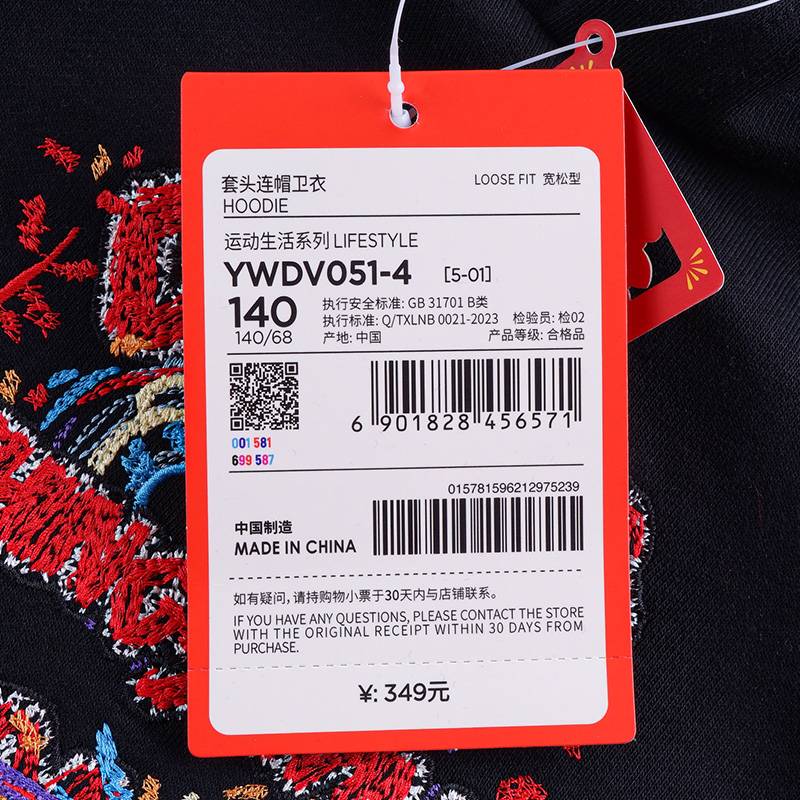 套头连帽卫衣
LOOSE FIT 宽松型
HOODIE
运动生活系列 LIFESTYLE
YWDV051-4 [5-01]
140
140/68
执行安全标准: GB 31701 B类
执行标准: Q/TXLNB 0021-2023 检验员: 检02
产地: 中国 产品等级: 合格品
6 901828 456571
001 581
699 587
015781596212975239
中国制造
MADE IN CHINA
如有疑问，请持购物小票于30天内与店铺联系。
IF YOU HAVE ANY QUESTIONS, PLEASE CONTACT THE STORE
WITH THE ORIGINAL RECEIPT WITHIN 30 DAYS FROM
PURCHASE.
¥: 349元